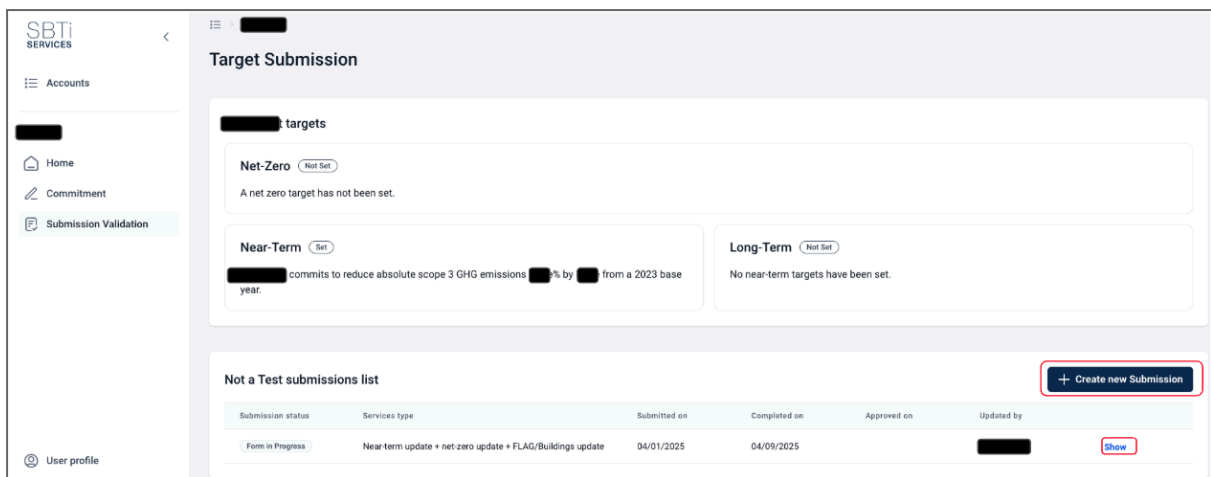 SBTi
SERVICES
Accounts
Home
Commitment
Submission Validation
User profile
Target Submission
t targets
Net-Zero Not Set
A net zero target has not been set.
Near-Term Set
commits to reduce absolute scope 3 GHG emissions % by from a 2023 base
year.
Long-Term Not Set
No near-term targets have been set.
Not a Test submissions list
+ Create new Submission
Submission status Services type Submitted on Completed on Approved on Updated by
Form in Progress Near-term update + net-zero update + FLAG/Buildings update 04/01/2025 04/09/2025 Show